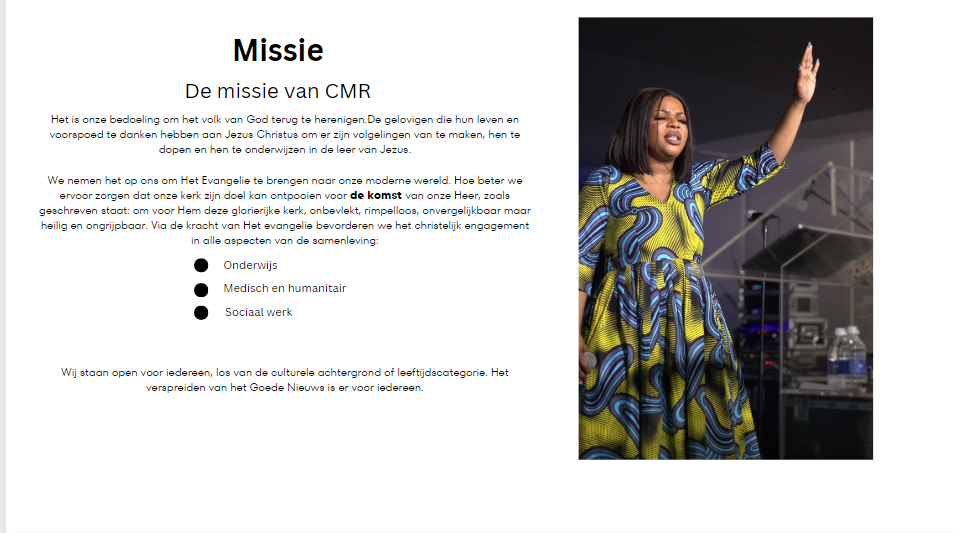 Missie
De missie van CMR
Het is onze bedoeling om het volk van God terug te herenigen.De gelovigen die hun leven en
voorspoed te danken hebben aan Jezus Christus om er zijn volgelingen van te maken, hen te
dopen en hen te onderwijzen in de leer van Jezus.
We nemen het op ons om Het Evangelie te brengen naar onze moderne wereld. Hoe beter we
ervoor zorgen dat onze kerk zijn doel kan ontpooien voor de komst van onze Heer, zoals
geschreven staat: om voor Hem deze glorierijke kerk, onbevlekt, rimpelloos, onvergelijkbaar maar
heilig en ongrijpbaar. Via de kracht van Het evangelie bevorderen we het christelijk engagement
in alle aspecten van de samenleving:
Onderwijs
Medisch en humanitair
Sociaal werk
Wij staan open voor iedereen, los van de culturele achtergrond of leeftijdscategorie. Het
verspreiden van het Goede Nieuws is er voor iedereen.